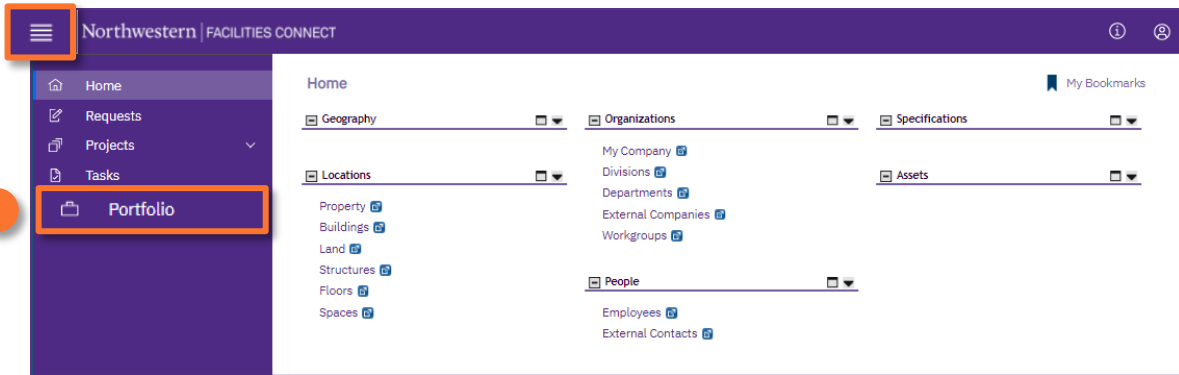 Northwestern | FACILITIES CONNECT
Home
Requests
Projects
Tasks
Portfolio
Home
My Bookmarks
Geography
Locations
Property
Buildings
Land
Structures
Floors
Spaces
Organizations
My Company
Divisions
Departments
External Companies
Workgroups
People
Employees
External Contacts
Specifications
Assets